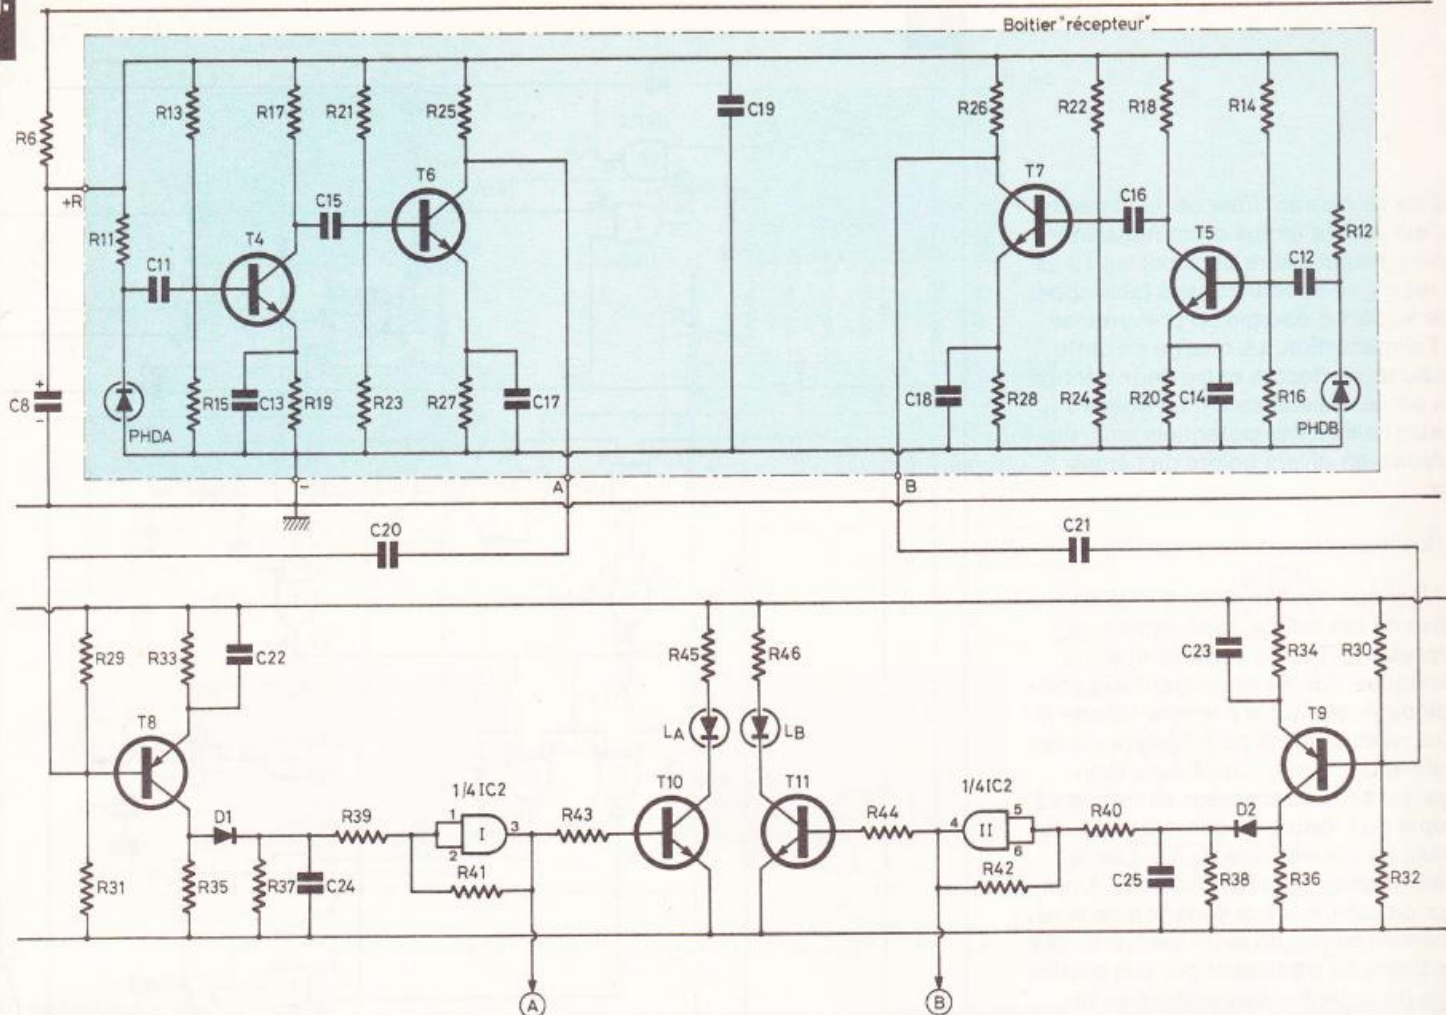 Boitier "récepteur"
R13
R17
R21
R25
C19
R26
R22
R18
R14
R6
+R
R11
C11
T4
C15
T6
T7
C16
T5
C12
R12
C8
+
-
PHDA
R15
C13
R19
R23
R27
C17
C18
R28
R24
R20
C14
R16
PHDB
-
A
B
C20
C21
R29
R33
C22
R45
R46
C23
R34
R30
T8
LA
LB
T9
T10
T11
1/4 IC2
1/4 IC2
D1
R39
1
2
I
3
R43
R44
4
II
5
6
R40
D2
R31
R35
R37
C24
R41
R42
C25
R38
R36
R32
A
B